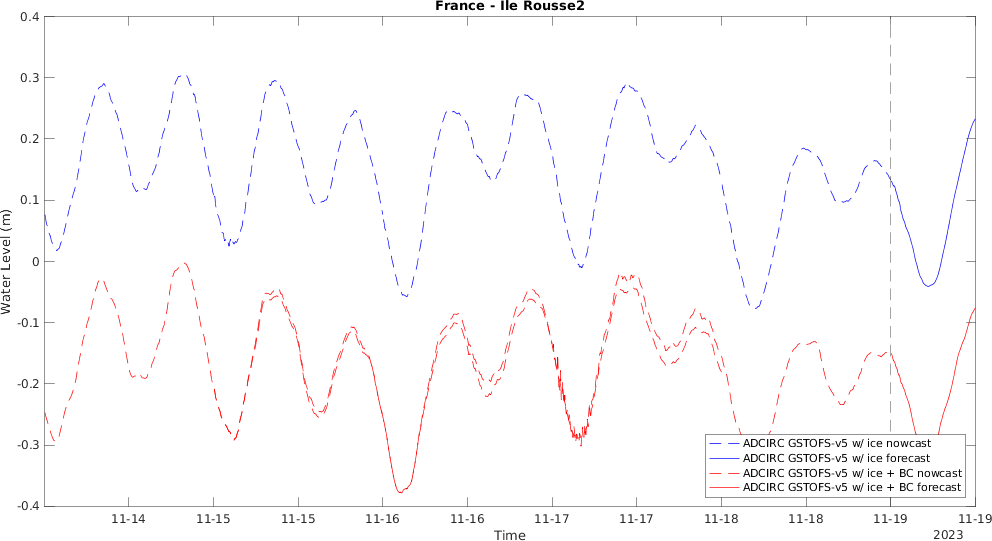 France - Ile Rousse2
0.4
0.3
0.2
0.1
0
-0.1
-0.2
-0.3
-0.4
Water Level (m)
ADCIRC GSTOFS-v5 w/ ice nowcast
ADCIRC GSTOFS-v5 w/ ice forecast
ADCIRC GSTOFS-v5 w/ ice + BC nowcast
ADCIRC GSTOFS-v5 w/ ice + BC forecast
11-14 11-15 11-15 11-16 11-16 11-17 11-17 11-18 11-18 11-19 11-19
Time
2023